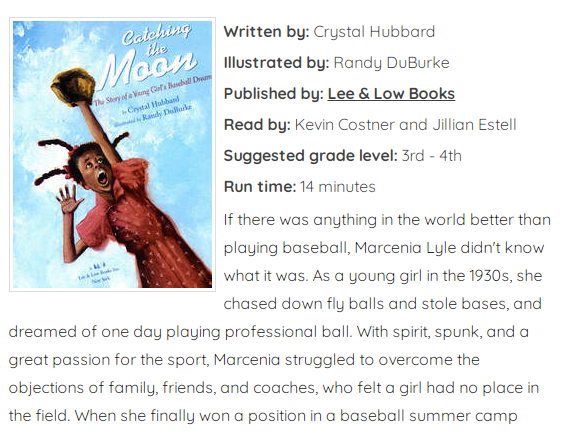 Catching
the
Moon
The Story of a Young Girl's Baseball Dream
by Crystal Hubbard
illustrated by Randy DuBurke
Lee & Low Books Inc.
New York
Written by: Crystal Hubbard
Illustrated by: Randy DuBurke
Published by: Lee & Low Books
Read by: Kevin Costner and Jillian Estell
Suggested grade level: 3rd - 4th
Run time: 14 minutes
If there was anything in the world better than
playing baseball, Marcenia Lyle didn't know
what it was. As a young girl in the 1930s, she
chased down fly balls and stole bases, and
dreamed of one day playing professional ball. With spirit, spunk, and a
great passion for the sport, Marcenia struggled to overcome the
objections of family, friends, and coaches, who felt a girl had no place in
the field. When she finally won a position in a baseball summer camp